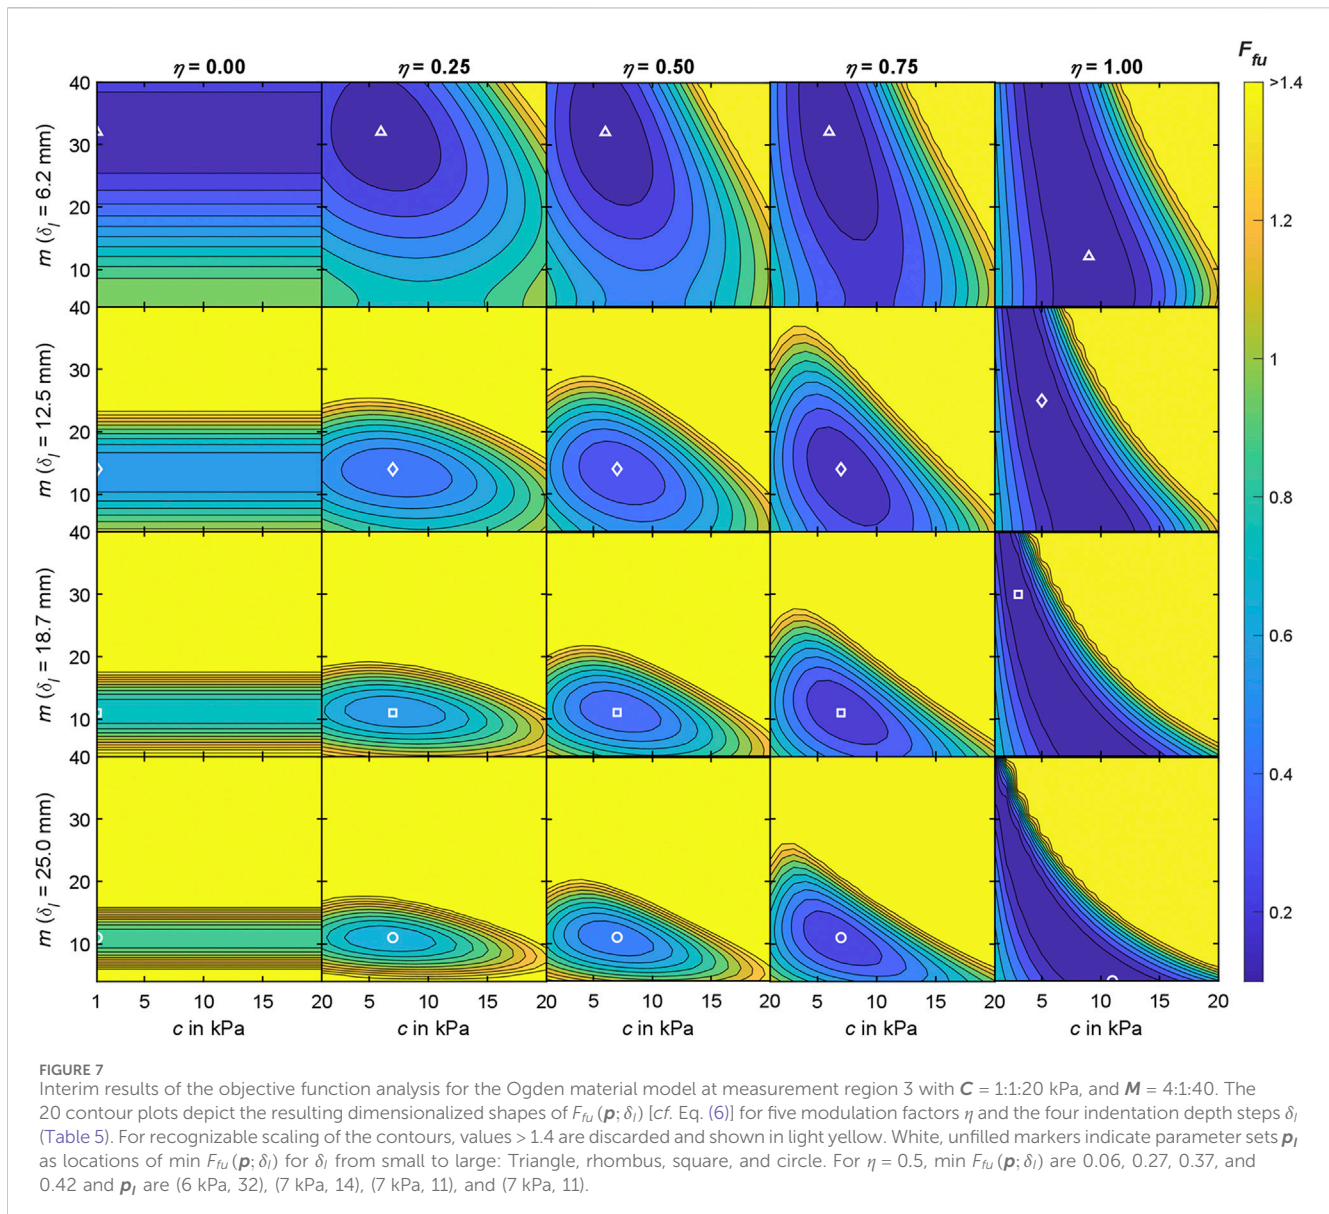 F_fu
η = 0.00 η = 0.25 η = 0.50 η = 0.75 η = 1.00
>1.4
1.2
1
0.8
0.6
0.4
0.2
m (δ_l = 6.2 mm)
40
30
20
10
m (δ_l = 12.5 mm)
40
30
20
10
m (δ_l = 18.7 mm)
40
30
20
10
m (δ_l = 25.0 mm)
40
30
20
10
1 5 10 15 20 5 10 15 20 5 10 15 20 5 10 15 20 5 10 15 20
c in kPa c in kPa c in kPa c in kPa c in kPa
FIGURE 7
Interim results of the objective function analysis for the Ogden material model at measurement region 3 with C = 1:1:20 kPa, and M = 4:1:40. The
20 contour plots depict the resulting dimensionalized shapes of F_fu (p; δ_l) [cf. Eq. (6)] for five modulation factors η and the four indentation depth steps δ_l
(Table 5). For recognizable scaling of the contours, values > 1.4 are discarded and shown in light yellow. White, unfilled markers indicate parameter sets p_l
as locations of min F_fu (p; δ_l) for δ_l from small to large: Triangle, rhombus, square, and circle. For η = 0.5, min F_fu (p; δ_l) are 0.06, 0.27, 0.37, and
0.42 and p_l are (6 kPa, 32), (7 kPa, 14), (7 kPa, 11), and (7 kPa, 11).